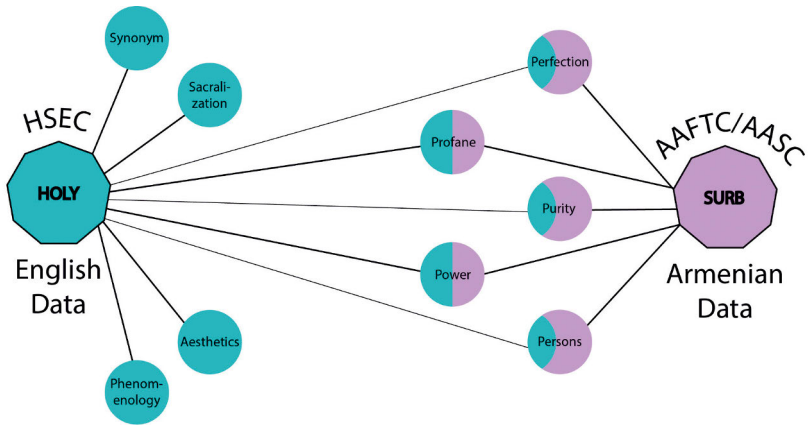 Synonym
Sacrali-
zation
HSEC
HOLY
English
Data
Aesthetics
Phenom-
enology
Perfection
Profane
Purity
Power
Persons
AAFTC/AASC
SURB
Armenian
Data